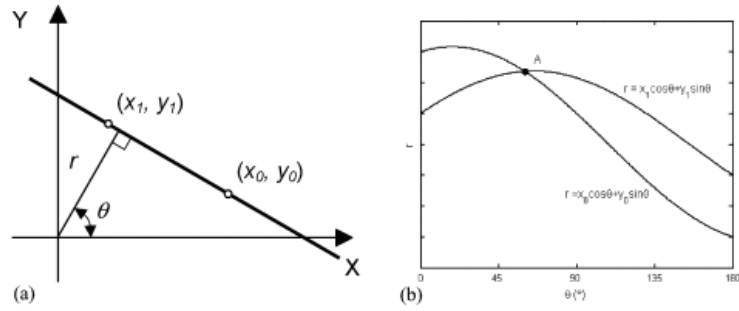 Y
(x₁, y₁)
r
(x₀, y₀)
θ
X
(a)
A
r = x₁cosθ+y₁sinθ
r
r =x₀cosθ+y₀sinθ
0 45 90 135 180
θ (°)
(b)